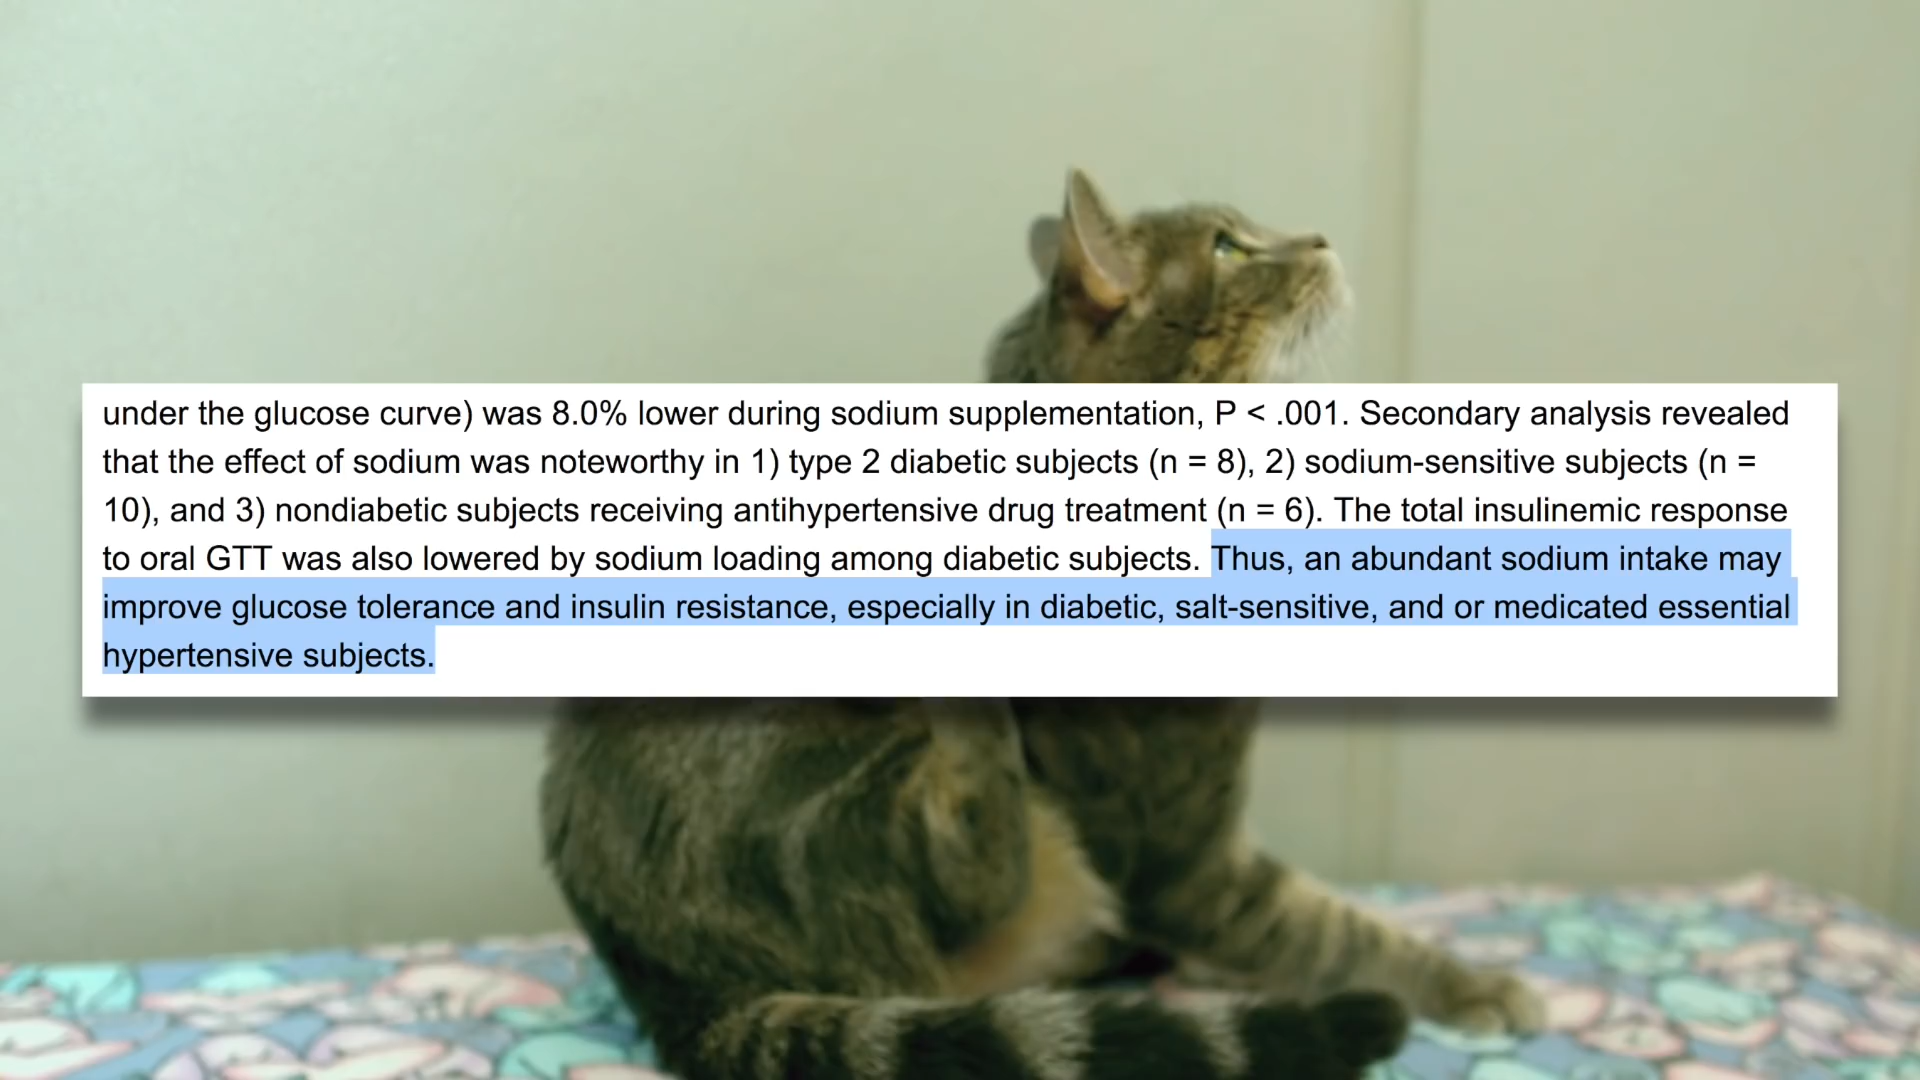 under the glucose curve) was 8.0% lower during sodium supplementation, P < .001. Secondary analysis revealed
that the effect of sodium was noteworthy in 1) type 2 diabetic subjects (n = 8), 2) sodium-sensitive subjects (n =
10), and 3) nondiabetic subjects receiving antihypertensive drug treatment (n = 6). The total insulinemic response
to oral GTT was also lowered by sodium loading among diabetic subjects. Thus, an abundant sodium intake may
improve glucose tolerance and insulin resistance, especially in diabetic, salt-sensitive, and or medicated essential
hypertensive subjects.